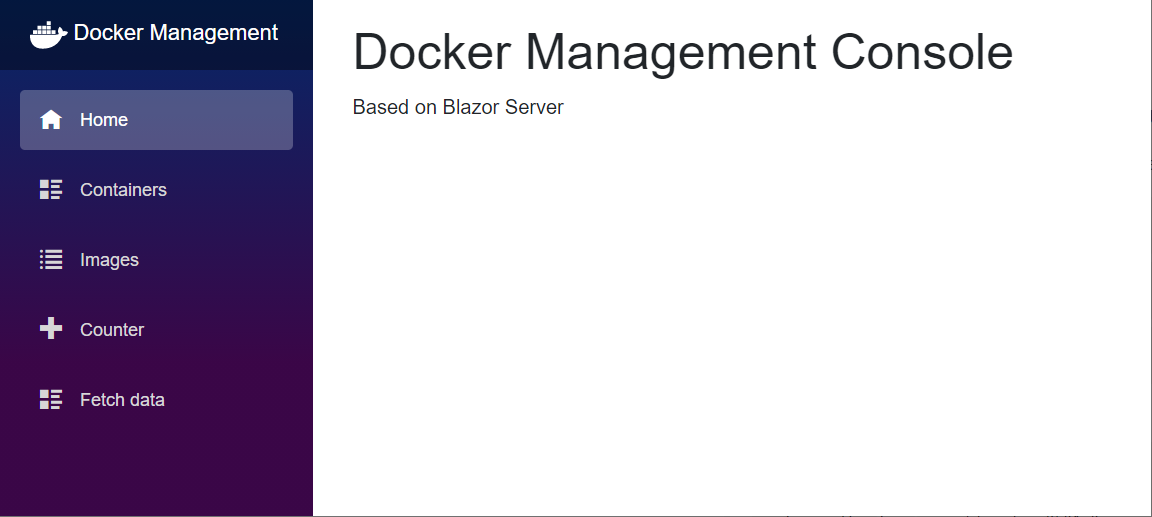 Docker Management
Home
Containers
Images
Counter
Fetch data
Docker Management Console
Based on Blazor Server